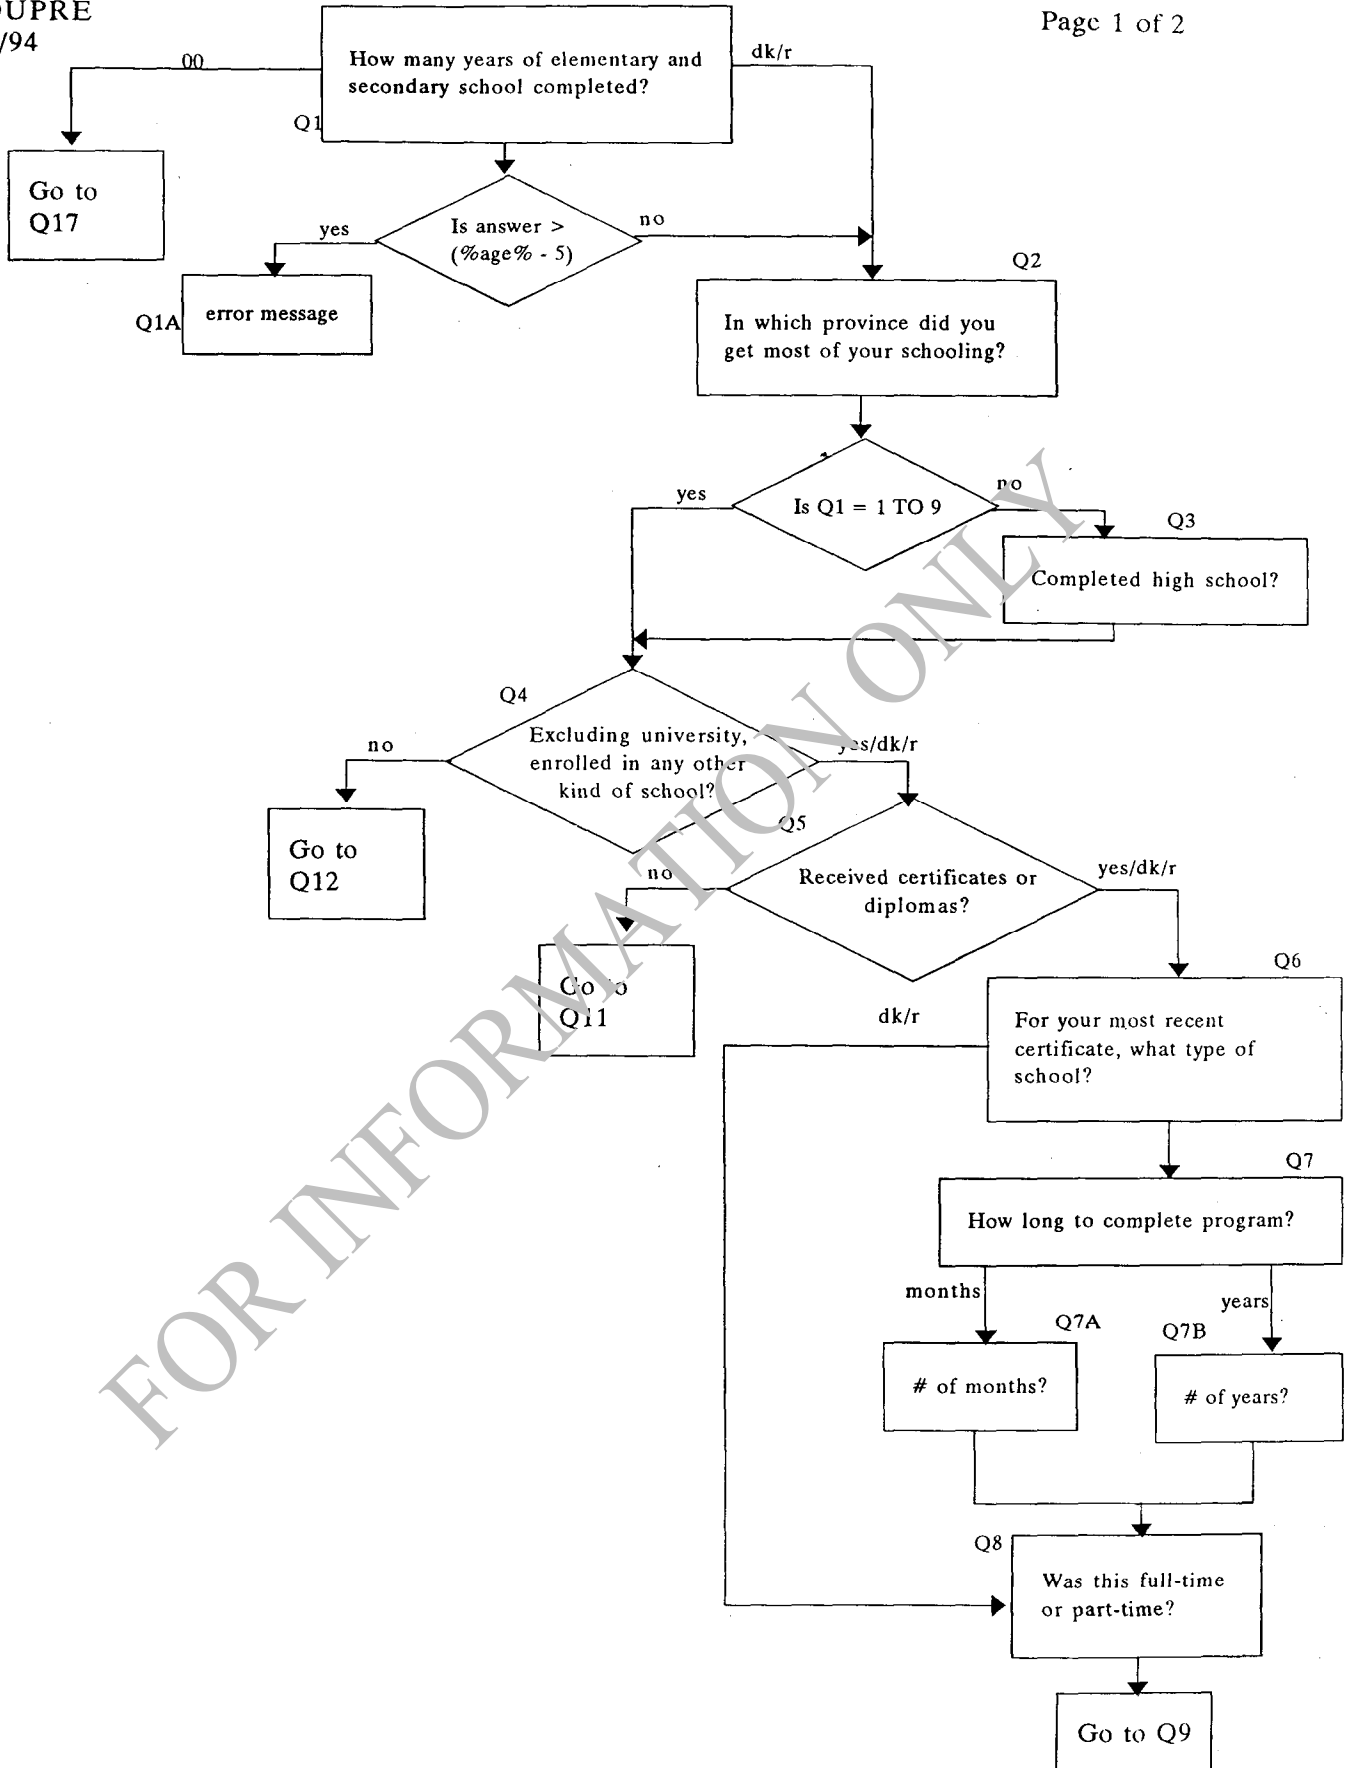 /94
Page 1 of 2
00
How many years of elementary and
secondary school completed?
dk/r
Q1
Go to
Q17
yes
Is answer >
(%age% - 5)
no
Q1A
error message
Q2
In which province did you
get most of your schooling?
yes
Is Q1 = 1 TO 9
no
Q3
Completed high school?
Q4
Excluding university,
enrolled in any other
kind of school?
no
yes/dk/r
Go to
Q12
Q5
Received certificates or
diplomas?
no
yes/dk/r
Go to
Q11
Q6
For your most recent
certificate, what type of
school?
dk/r
Q7
How long to complete program?
months
years
Q7A
# of months?
Q7B
# of years?
Q8
Was this full-time
or part-time?
Go to Q9
FOR INFORMATION ONLY